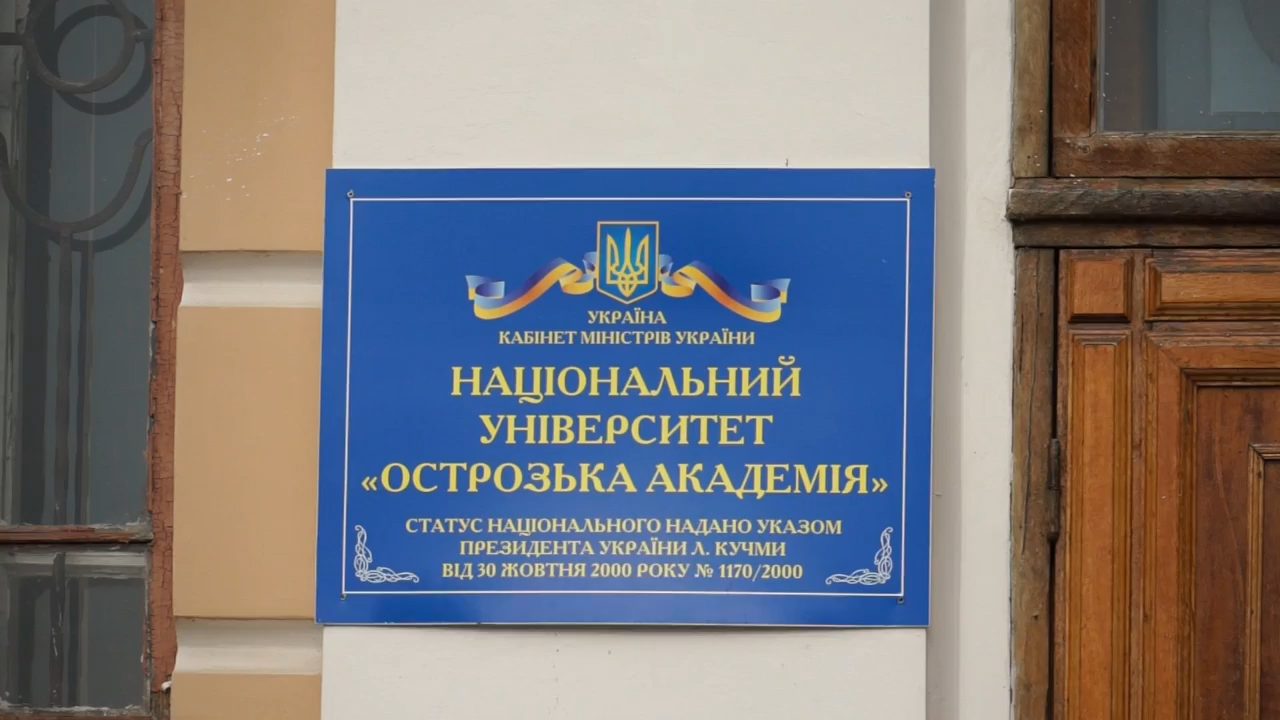 УКРАЇНА
КАБІНЕТ МІНІСТРІВ УКРАЇНИ
НАЦІОНАЛЬНИЙ
УНІВЕРСИТЕТ
«ОСТРОЗЬКА АКАДЕМІЯ»
СТАТУС НАЦІОНАЛЬНОГО НАДАНО УКАЗОМ
ПРЕЗИДЕНТА УКРАЇНИ Л. КУЧМИ
ВІД 30 ЖОВТНЯ 2000 РОКУ № 1170/2000